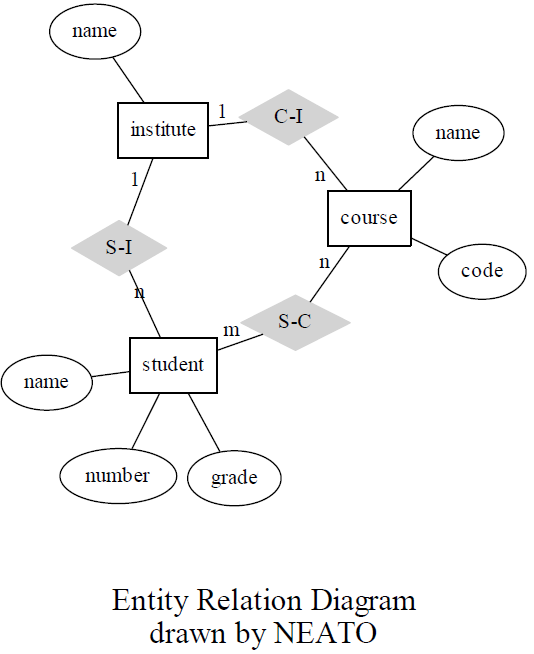 name
institute
1
C-I
name
1
n
course
S-I
n
code
n
m
S-C
student
name
number
grade
Entity Relation Diagram
drawn by NEATO